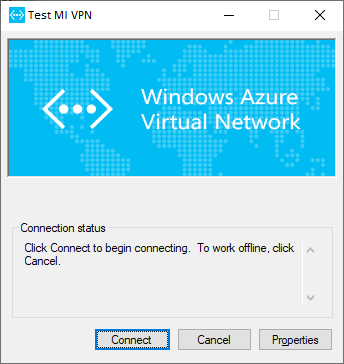 Test MI VPN
Windows Azure
Virtual Network
Connection status
Click Connect to begin connecting.  To work offline, click
Cancel.
Connect Cancel Properties